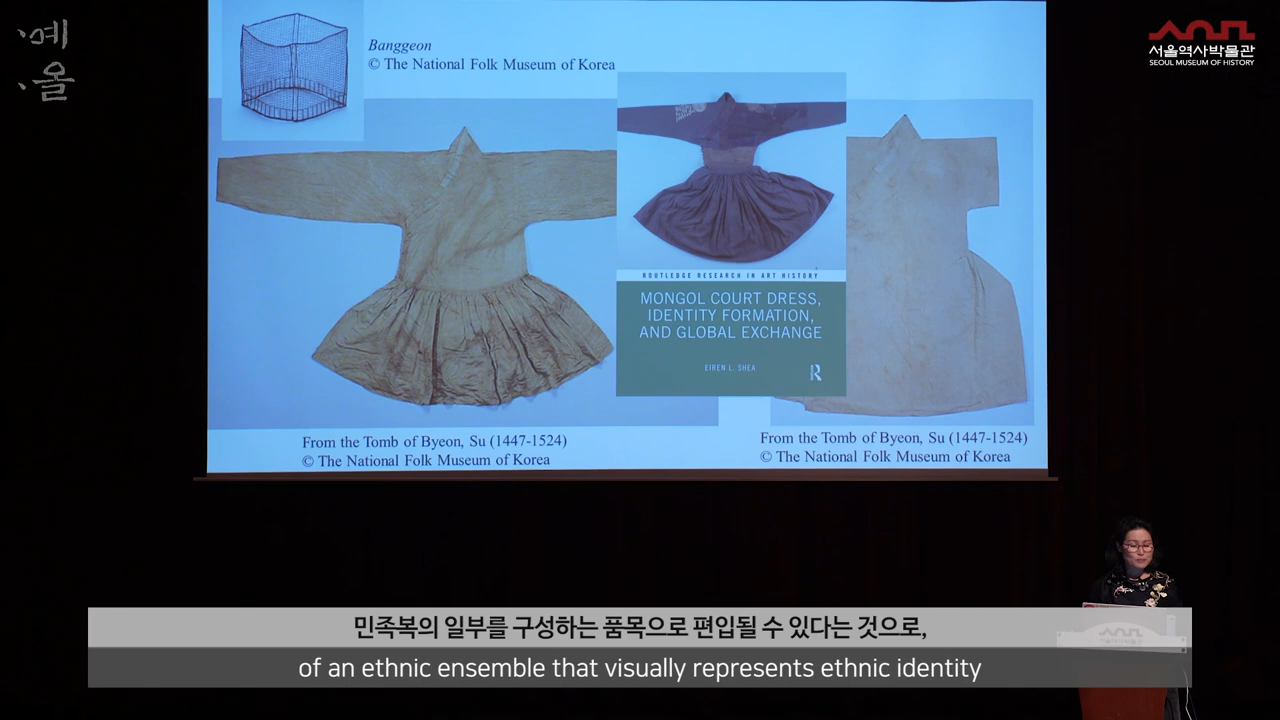 예
올
Banggeon
© The National Folk Museum of Korea
서울역사박물관
SEOUL MUSEUM OF HISTORY
ROUTLEDGE RESEARCH IN ART HISTORY
MONGOL COURT DRESS,
IDENTITY FORMATION,
AND GLOBAL EXCHANGE
EIREN L. SHEA
R
From the Tomb of Byeon, Su (1447-1524)
© The National Folk Museum of Korea
From the Tomb of Byeon, Su (1447-1524)
© The National Folk Museum of Korea
민족복의 일부를 구성하는 품목으로 편입될 수 있다는 것으로,
of an ethnic ensemble that visually represents ethnic identity